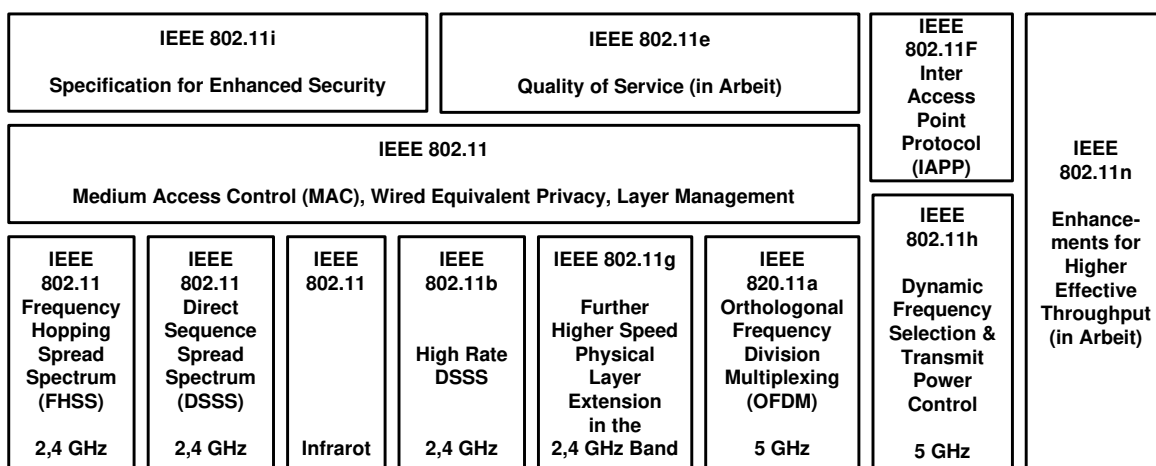 IEEE 802.11i
Specification for Enhanced Security
IEEE 802.11e
Quality of Service (in Arbeit)
IEEE
802.11F
Inter
Access
Point
Protocol
(IAPP)
IEEE
802.11n
Enhance-
ments for
Higher
Effective
Throughput
(in Arbeit)
IEEE 802.11
Medium Access Control (MAC), Wired Equivalent Privacy, Layer Management
IEEE
802.11
Frequency
Hopping
Spread
Spectrum
(FHSS)
2,4 GHz
IEEE
802.11
Direct
Sequence
Spread
Spectrum
(DSSS)
2,4 GHz
IEEE
802.11
Infrarot
IEEE
802.11b
High Rate
DSSS
2,4 GHz
IEEE 802.11g
Further
Higher Speed
Physical
Layer
Extension
in the
2,4 GHz Band
IEEE
820.11a
Orthologonal
Frequency
Division
Multiplexing
(OFDM)
5 GHz
IEEE
802.11h
Dynamic
Frequency
Selection &
Transmit
Power
Control
5 GHz